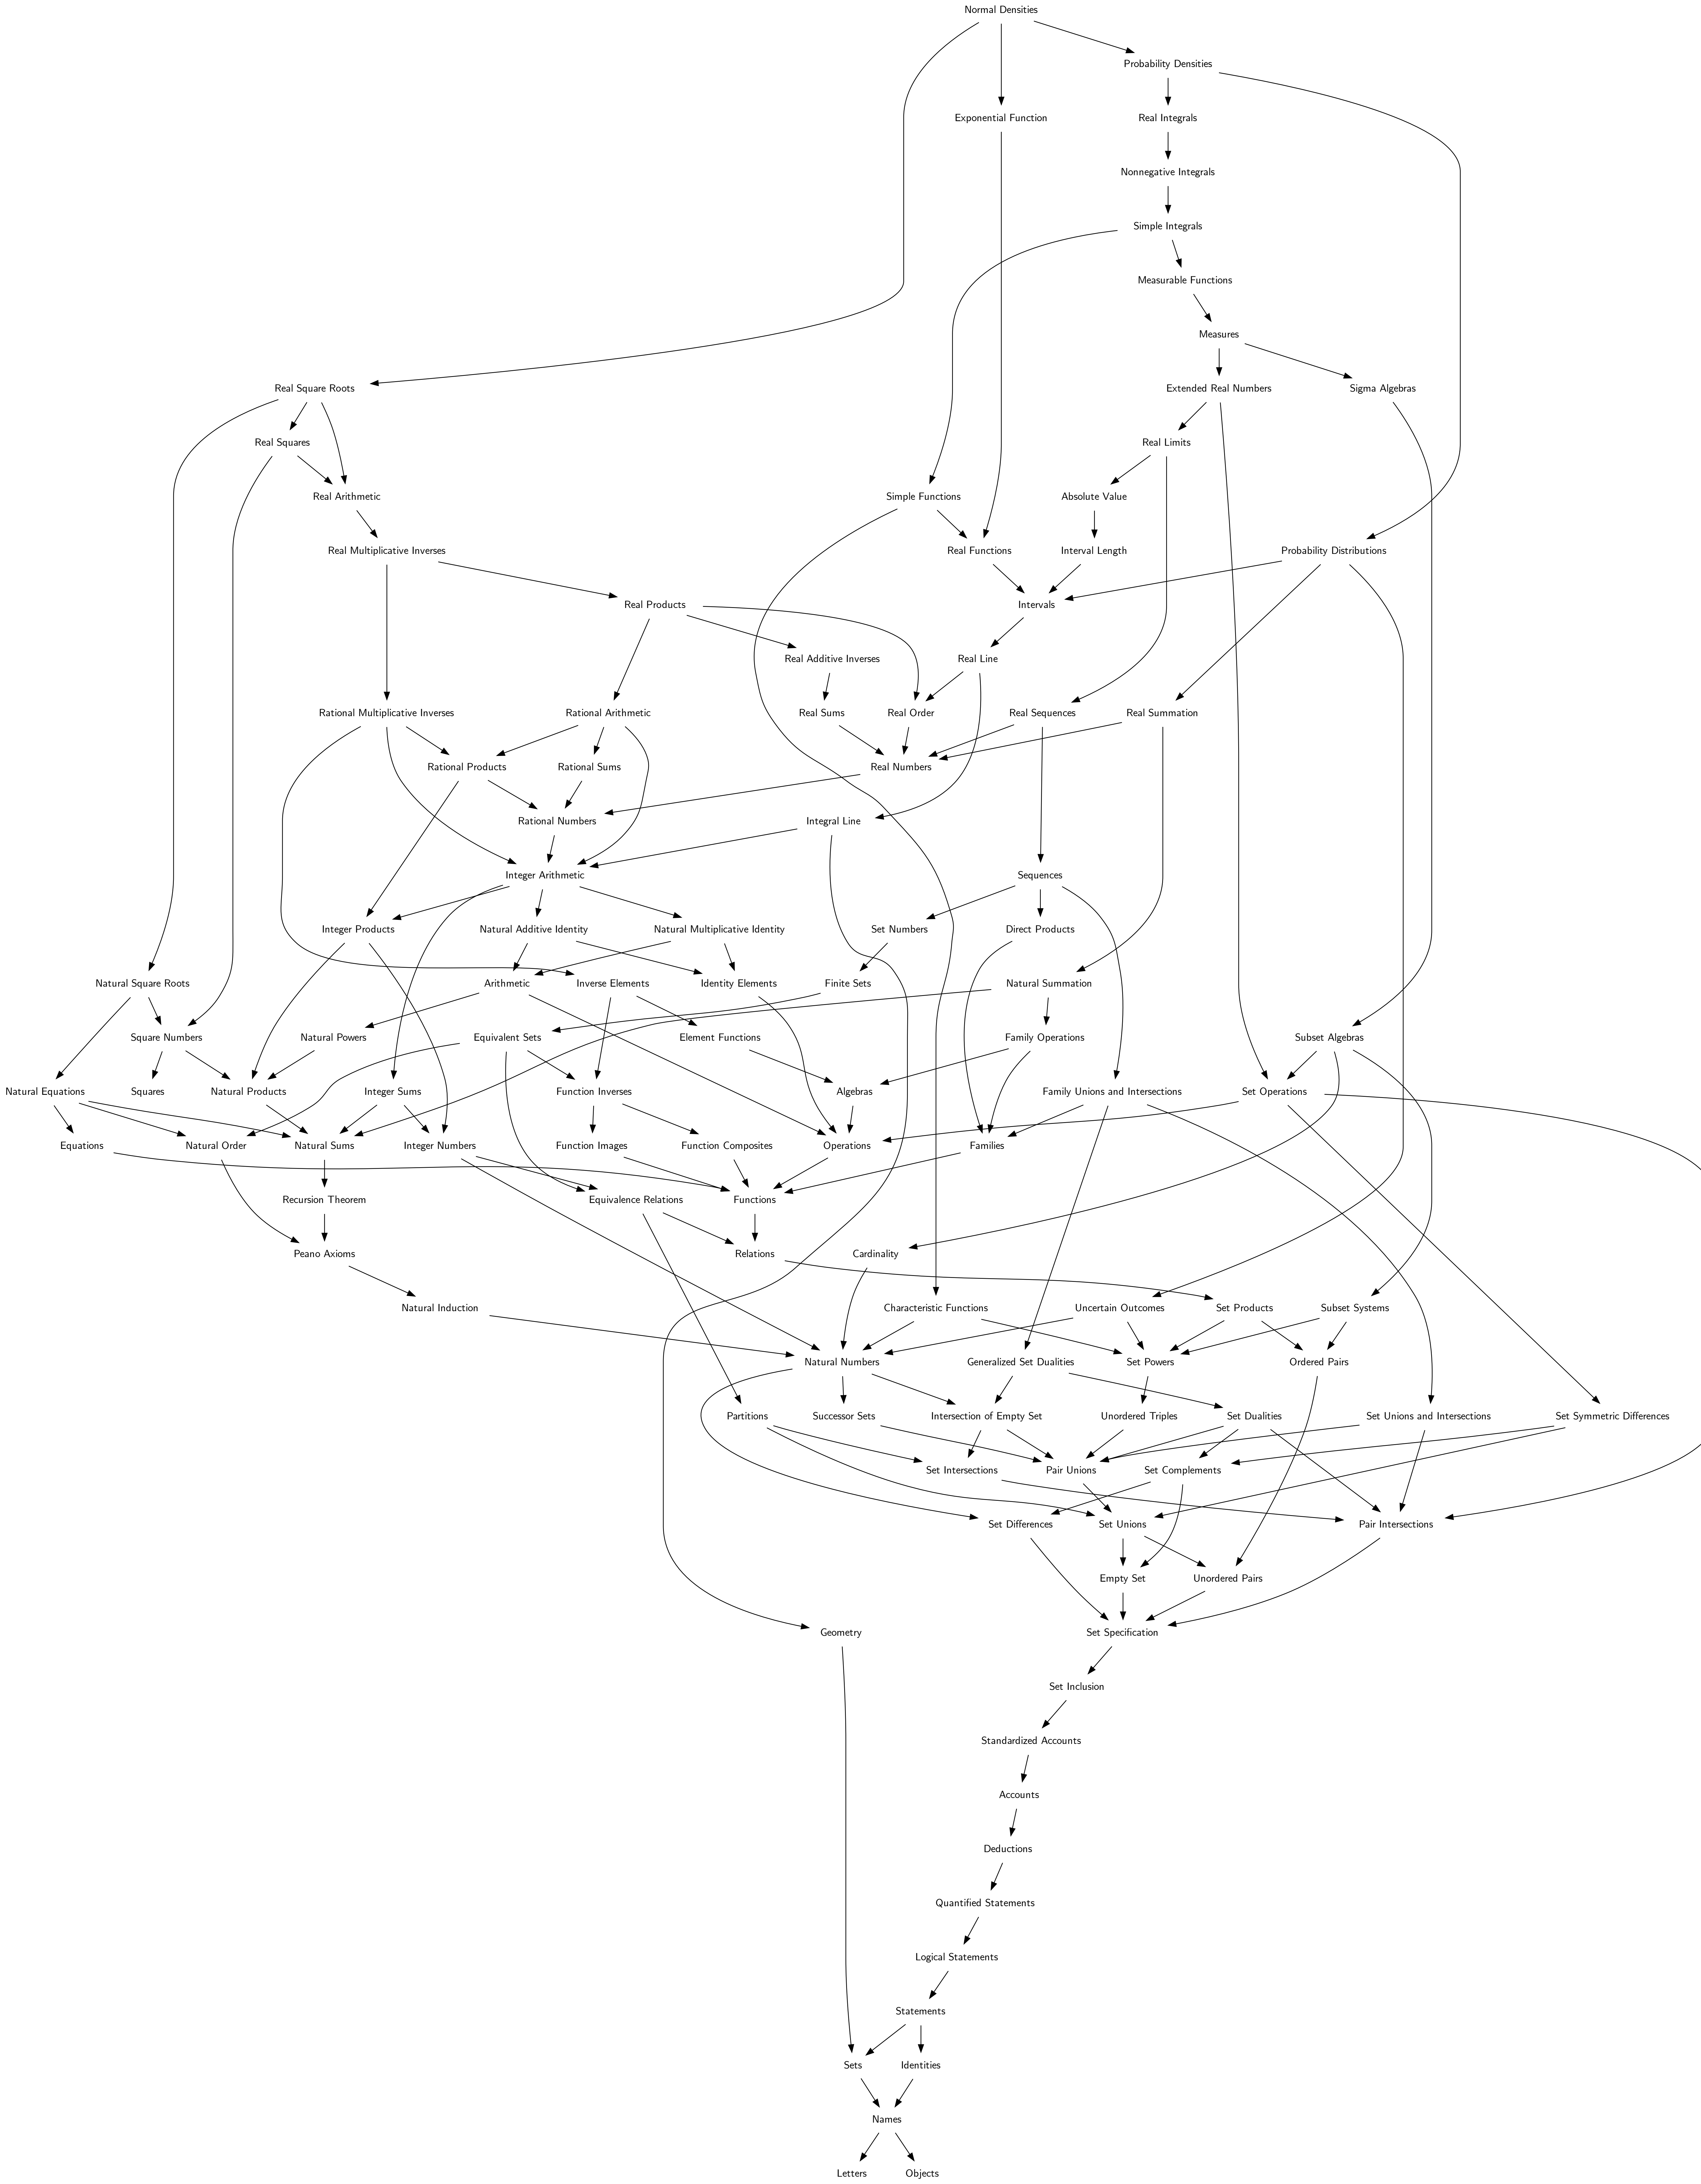 Normal Densities
Probability Densities
Exponential Function
Real Integrals
Nonnegative Integrals
Simple Integrals
Measurable Functions
Measures
Real Square Roots
Extended Real Numbers
Sigma Algebras
Real Squares
Real Limits
Real Arithmetic
Simple Functions
Absolute Value
Real Multiplicative Inverses
Real Functions
Interval Length
Probability Distributions
Real Products
Intervals
Real Additive Inverses
Real Line
Rational Multiplicative Inverses
Rational Arithmetic
Real Sums
Real Order
Real Sequences
Real Summation
Rational Products
Rational Sums
Real Numbers
Rational Numbers
Integral Line
Integer Arithmetic
Sequences
Integer Products
Natural Additive Identity
Natural Multiplicative Identity
Set Numbers
Direct Products
Natural Square Roots
Arithmetic
Inverse Elements
Identity Elements
Finite Sets
Natural Summation
Square Numbers
Natural Powers
Equivalent Sets
Element Functions
Family Operations
Subset Algebras
Natural Equations
Squares
Natural Products
Integer Sums
Function Inverses
Algebras
Family Unions and Intersections
Set Operations
Equations
Natural Order
Natural Sums
Integer Numbers
Function Images
Function Composites
Operations
Families
Recursion Theorem
Equivalence Relations
Functions
Peano Axioms
Relations
Cardinality
Natural Induction
Characteristic Functions
Uncertain Outcomes
Set Products
Subset Systems
Natural Numbers
Generalized Set Dualities
Set Powers
Ordered Pairs
Partitions
Successor Sets
Intersection of Empty Set
Unordered Triples
Set Dualities
Set Unions and Intersections
Set Symmetric Differences
Set Intersections
Pair Unions
Set Complements
Set Differences
Set Unions
Pair Intersections
Empty Set
Unordered Pairs
Geometry
Set Specification
Set Inclusion
Standardized Accounts
Accounts
Deductions
Quantified Statements
Logical Statements
Statements
Sets
Identities
Names
Letters
Objects